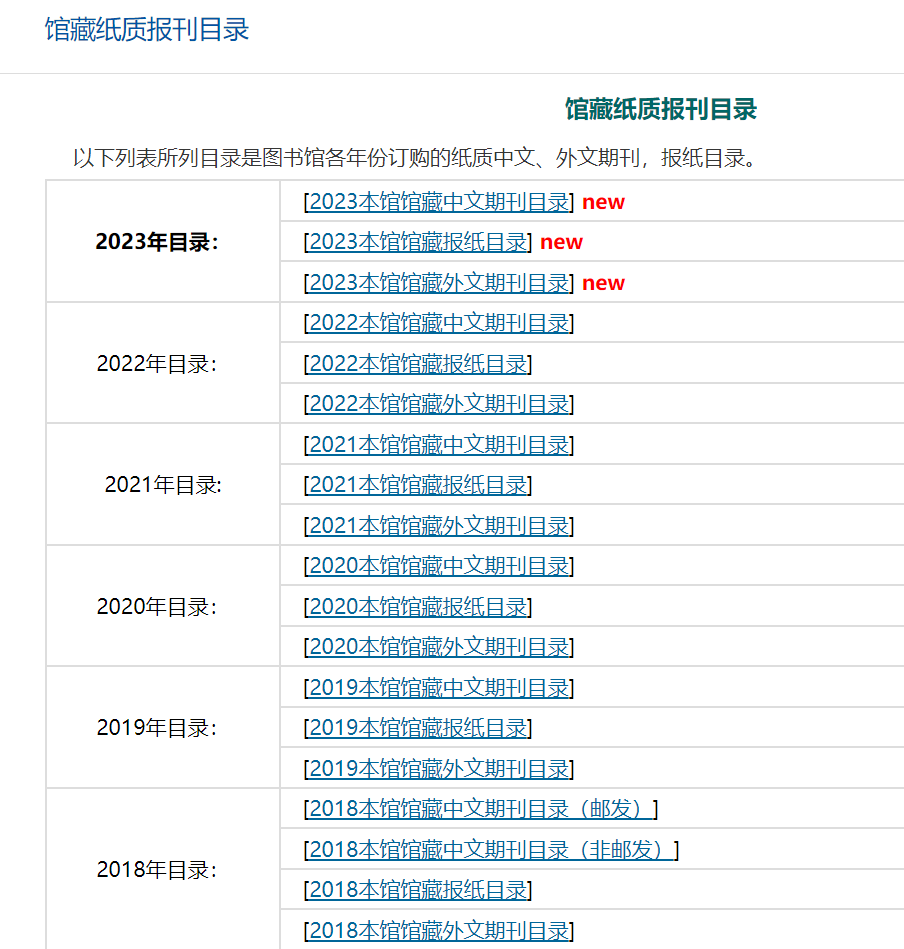 馆藏纸质报刊目录
馆藏纸质报刊目录
以下列表所列目录是图书馆各年份订购的纸质中文、外文期刊，报纸目录。
2023年目录：
[2023本馆馆藏中文期刊目录] new
[2023本馆馆藏报纸目录] new
[2023本馆馆藏外文期刊目录] new
2022年目录：
[2022本馆馆藏中文期刊目录]
[2022本馆馆藏报纸目录]
[2022本馆馆藏外文期刊目录]
2021年目录:
[2021本馆馆藏中文期刊目录]
[2021本馆馆藏报纸目录]
[2021本馆馆藏外文期刊目录]
2020年目录：
[2020本馆馆藏中文期刊目录]
[2020本馆馆藏报纸目录]
[2020本馆馆藏外文期刊目录]
2019年目录：
[2019本馆馆藏中文期刊目录]
[2019本馆馆藏报纸目录]
[2019本馆馆藏外文期刊目录]
2018年目录：
[2018本馆馆藏中文期刊目录（邮发）]
[2018本馆馆藏中文期刊目录（非邮发）]
[2018本馆馆藏报纸目录]
[2018本馆馆藏外文期刊目录]